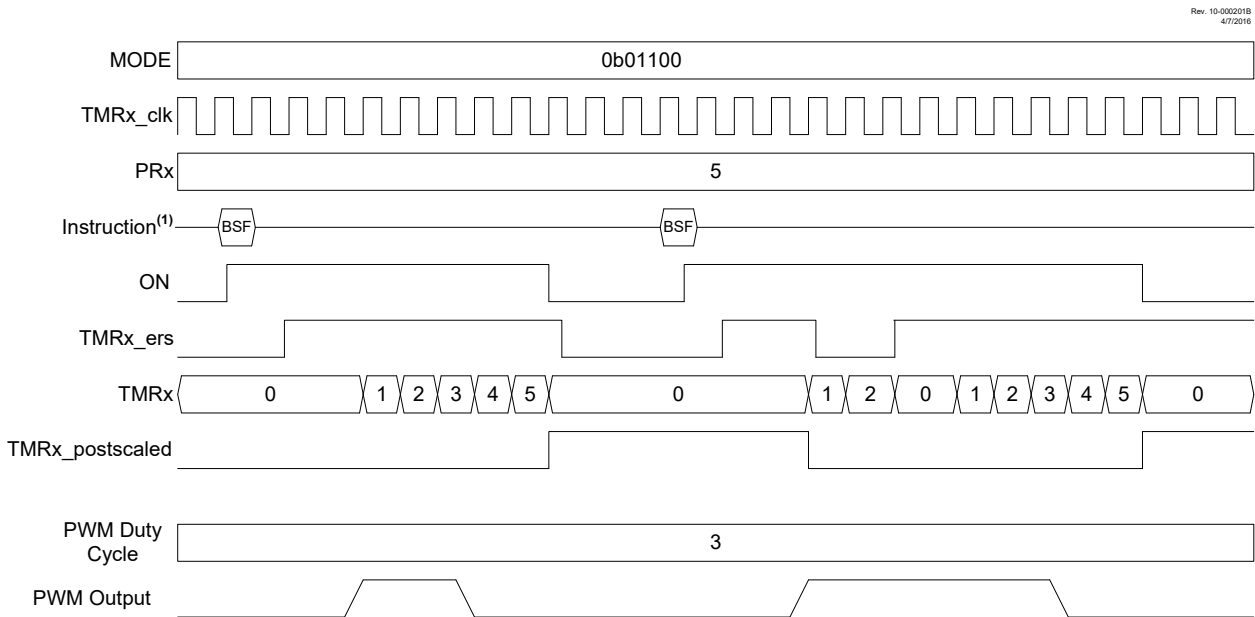 Rev. 10-000201B
4/7/2016
MODE 0b01100
TMRx_clk
PRx 5
Instruction(1) BSF BSF
ON
TMRx_ers
TMRx 0 1 2 3 4 5 0 1 2 0 1 2 3 4 5 0
TMRx_postscaled
PWM Duty
Cycle 3
PWM Output